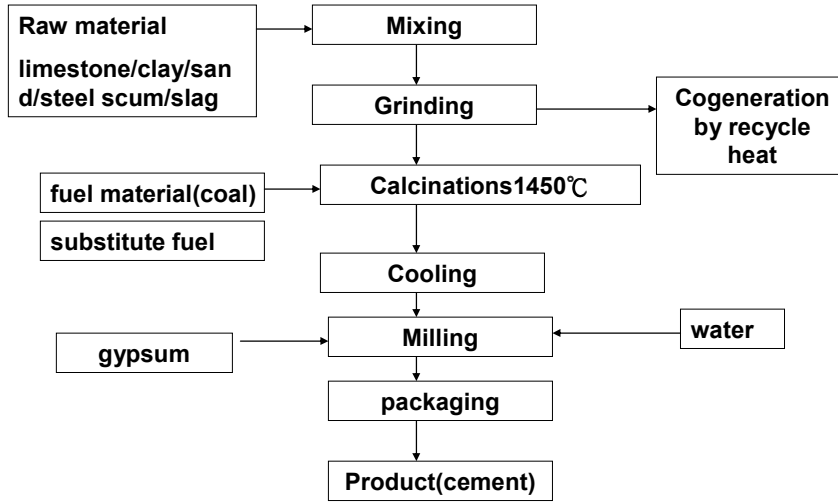 Raw material
limestone/clay/san
d/steel scum/slag
Mixing
Grinding
Cogeneration
by recycle
heat
fuel material(coal)
substitute fuel
Calcinations1450℃
Cooling
gypsum
Milling
water
packaging
Product(cement)